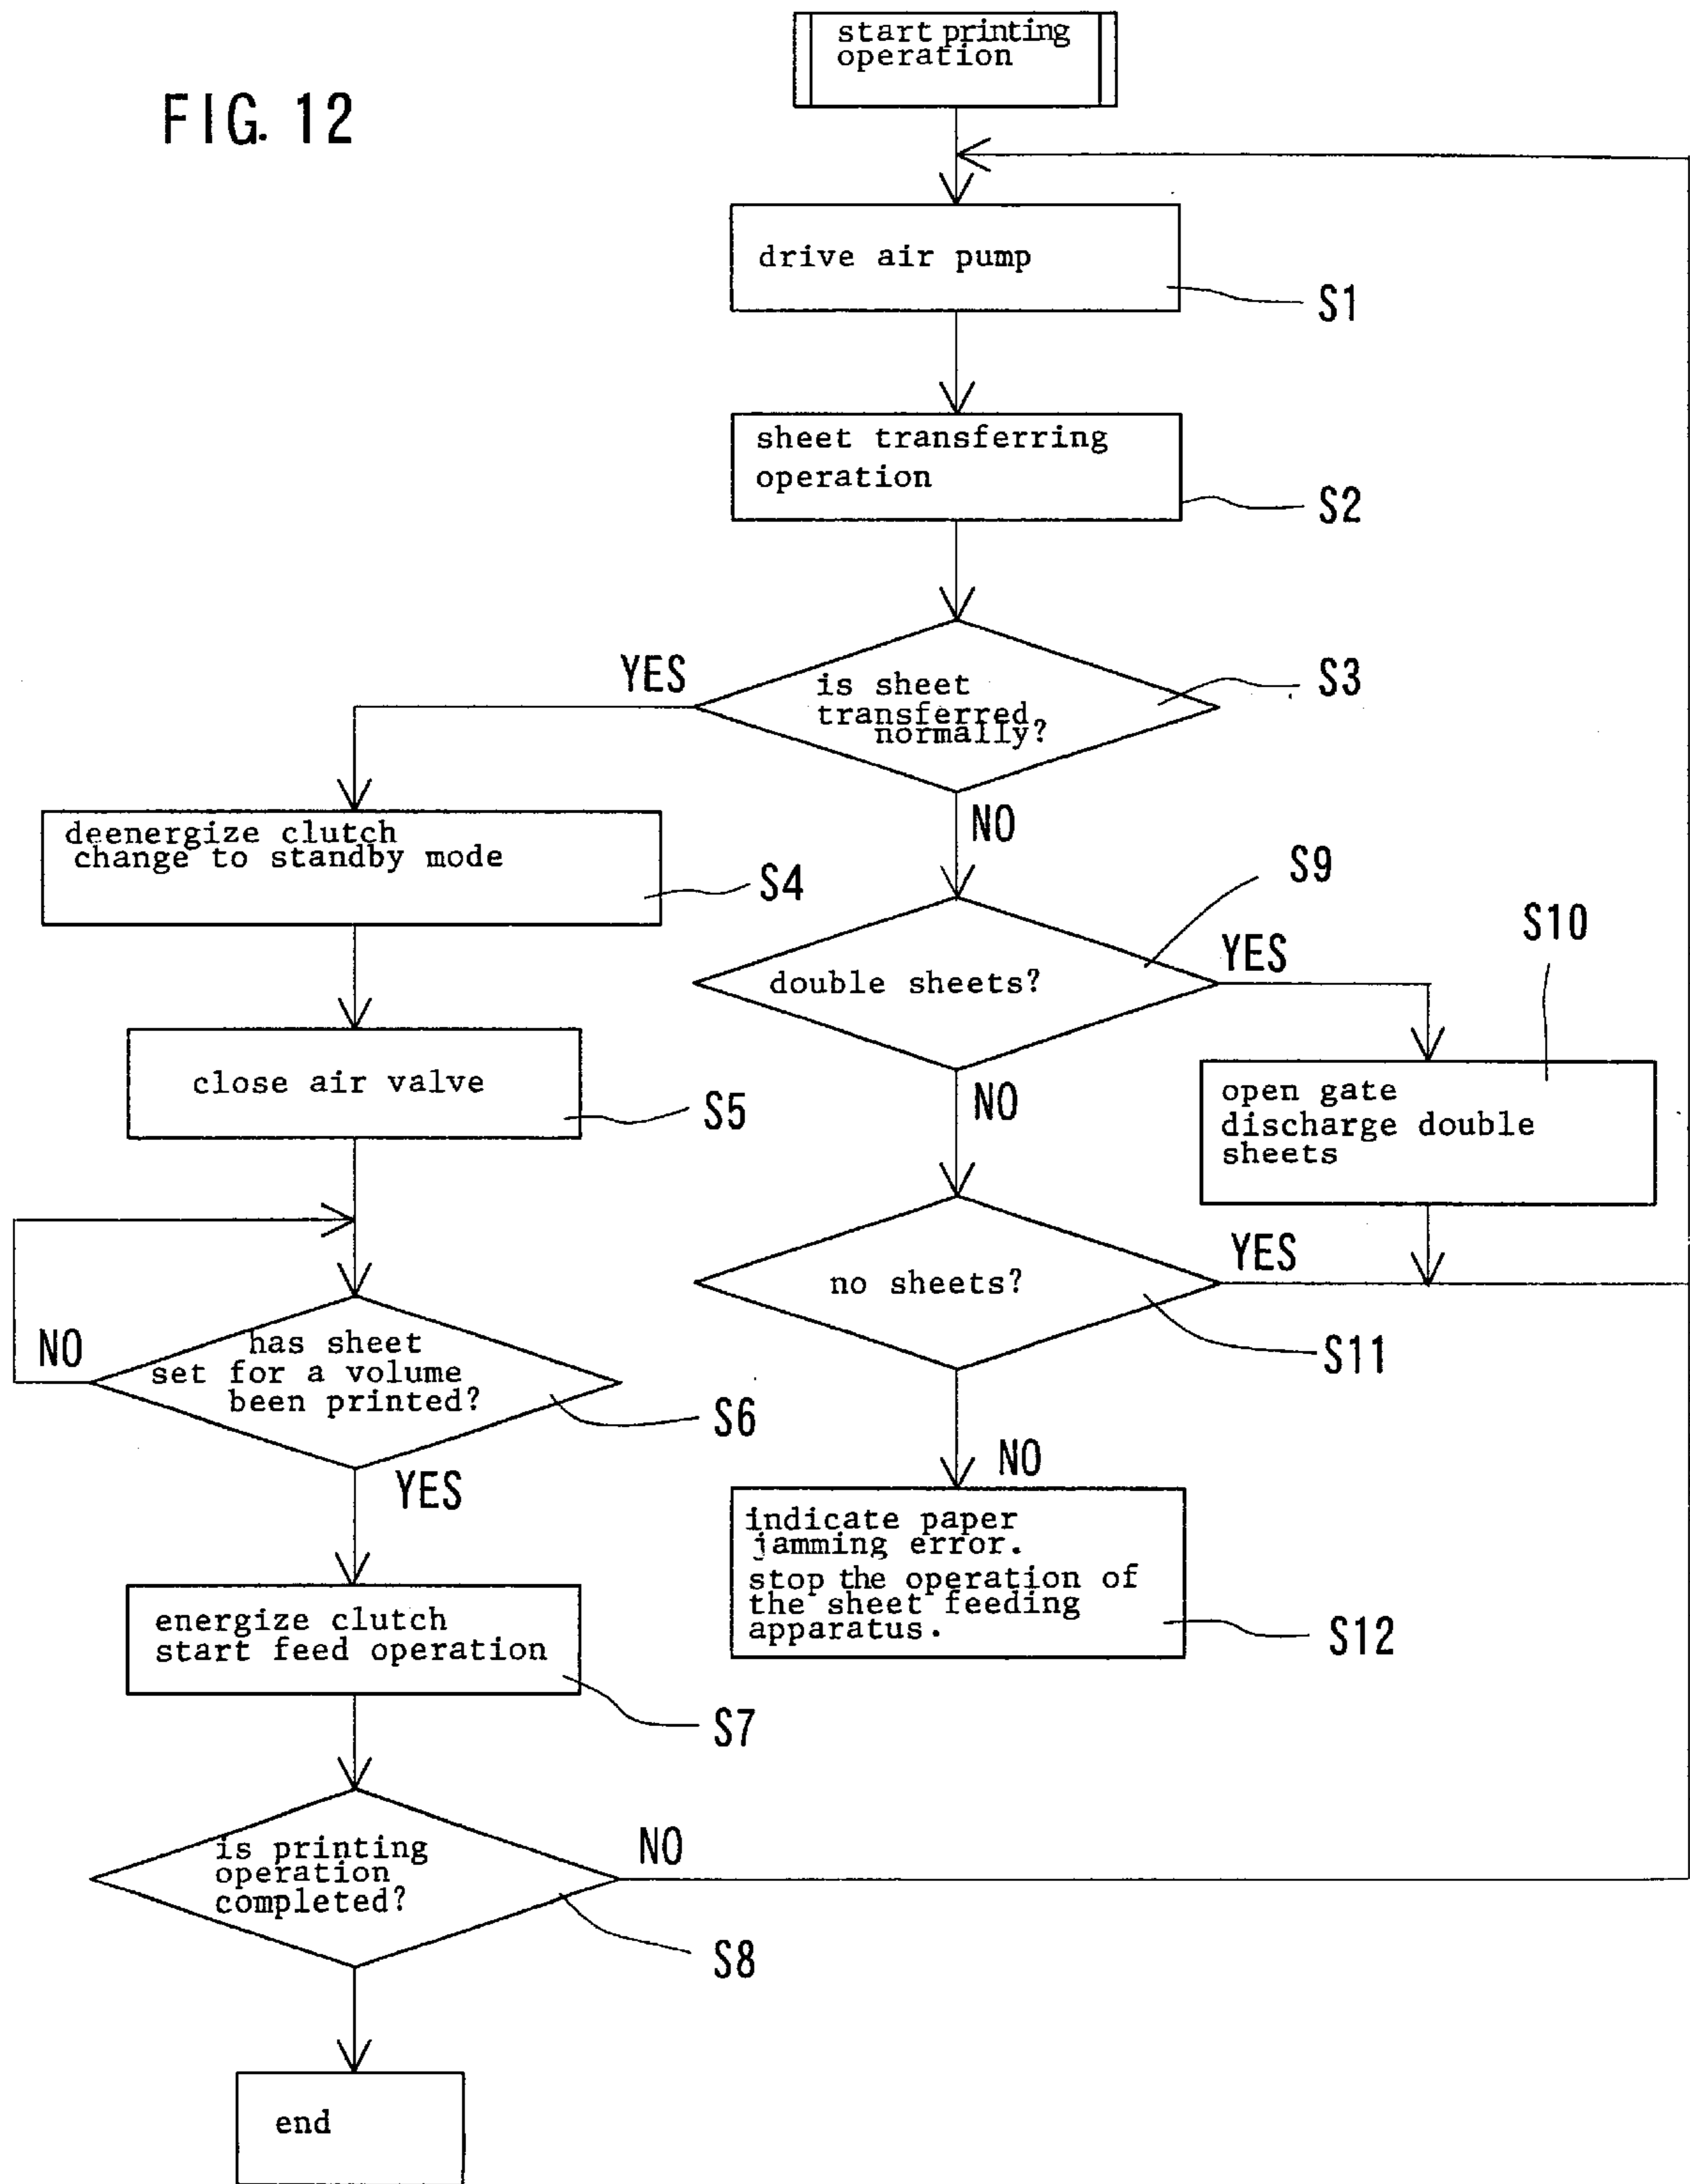 FIG. 12
start printing
operation
drive air pump
S1
sheet transferring
operation
S2
is sheet
transferred
normally?
S3
YES
NO
deenergize clutch
change to standby mode
S4
close air valve
S5
has sheet
set for a volume
been printed?
S6
NO
YES
energize clutch
start feed operation
S7
is printing
operation
completed?
S8
NO
end
double sheets?
S9
YES
NO
open gate
discharge double
sheets
S10
no sheets?
S11
YES
NO
indicate paper
jamming error.
stop the operation of
the sheet feeding
apparatus.
S12